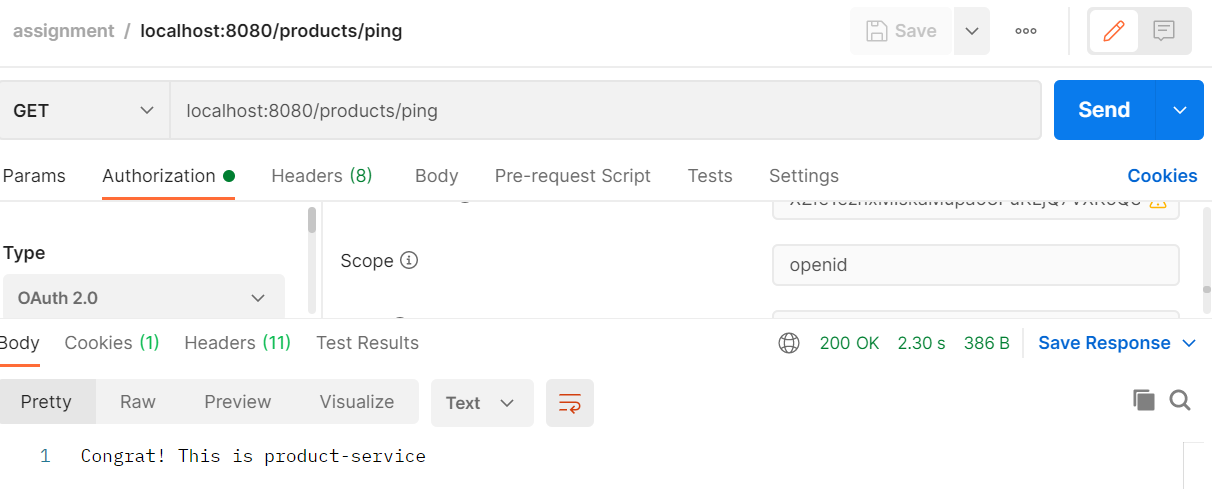 assignment / localhost:8080/products/ping
Save
GET
localhost:8080/products/ping
Send
Params Authorization Headers (8) Body Pre-request Script Tests Settings Cookies
Type
Scope
openid
OAuth 2.0
Body Cookies (1) Headers (11) Test Results
200 OK 2.30 s 386 B Save Response
Pretty Raw Preview Visualize Text
1 Congrat! This is product-service